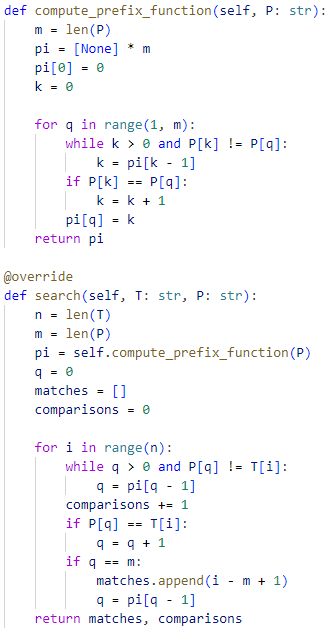 def compute_prefix_function(self, P: str):
    m = len(P)
    pi = [None] * m
    pi[0] = 0
    k = 0

    for q in range(1, m):
        while k > 0 and P[k] != P[q]:
            k = pi[k - 1]
        if P[k] == P[q]:
            k = k + 1
        pi[q] = k
    return pi

@override
def search(self, T: str, P: str):
    n = len(T)
    m = len(P)
    pi = self.compute_prefix_function(P)
    q = 0
    matches = []
    comparisons = 0

    for i in range(n):
        while q > 0 and P[q] != T[i]:
            q = pi[q - 1]
        comparisons += 1
        if P[q] == T[i]:
            q = q + 1
        if q == m:
            matches.append(i - m + 1)
            q = pi[q - 1]
    return matches, comparisons